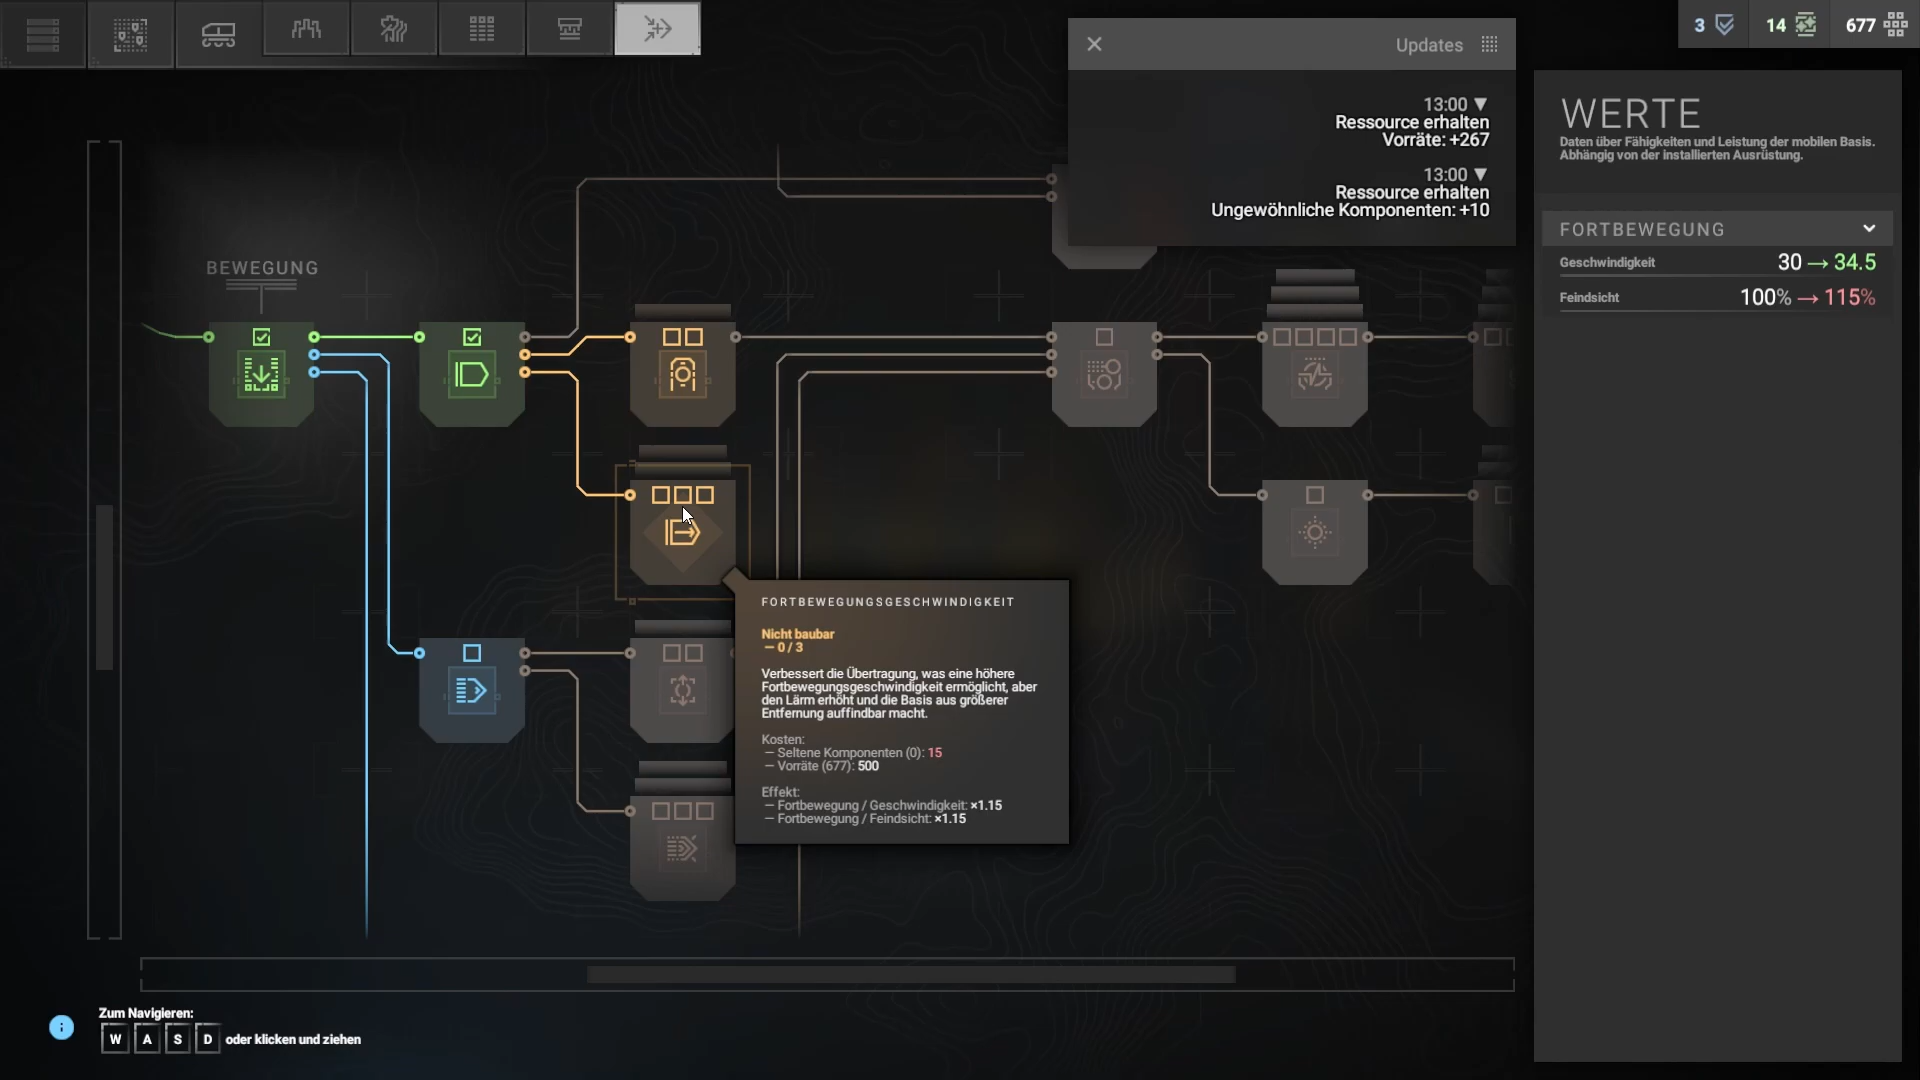 Updates
3
14
677
13:00 ▼
Ressource erhalten
Vorräte: +267
13:00 ▼
Ressource erhalten
Ungewöhnliche Komponenten: +10
WERTE
Daten über Fähigkeiten und Leistung der mobilen Basis.
Abhängig von der installierten Ausrüstung.
FORTBEWEGUNG
Geschwindigkeit 30 → 34.5
Feindsicht 100% → 115%
BEWEGUNG
FORTBEWEGUNGSGESCHWINDIGKEIT
Nicht baubar
– 0 / 3
Verbessert die Übertragung, was eine höhere
Fortbewegungsgeschwindigkeit ermöglicht, aber
den Lärm erhöht und die Basis aus größerer
Entfernung auffindbar macht.
Kosten:
– Seltene Komponenten (0): 15
– Vorräte (677): 500
Effekt:
– Fortbewegung / Geschwindigkeit: ×1.15
– Fortbewegung / Feindsicht: ×1.15
Zum Navigieren:
W A S D oder klicken und ziehen